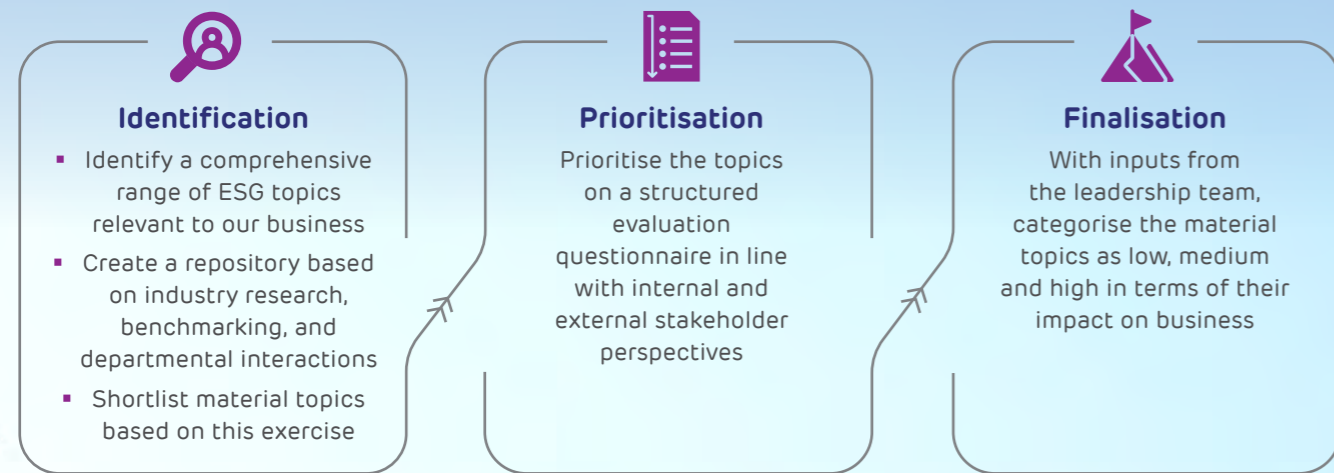 Identification
▪ Identify a comprehensive
range of ESG topics
relevant to our business
▪ Create a repository based
on industry research,
benchmarking, and
departmental interactions
▪ Shortlist material topics
based on this exercise
Prioritisation
Prioritise the topics
on a structured
evaluation
questionnaire in line
with internal and
external stakeholder
perspectives
Finalisation
With inputs from
the leadership team,
categorise the material
topics as low, medium
and high in terms of their
impact on business